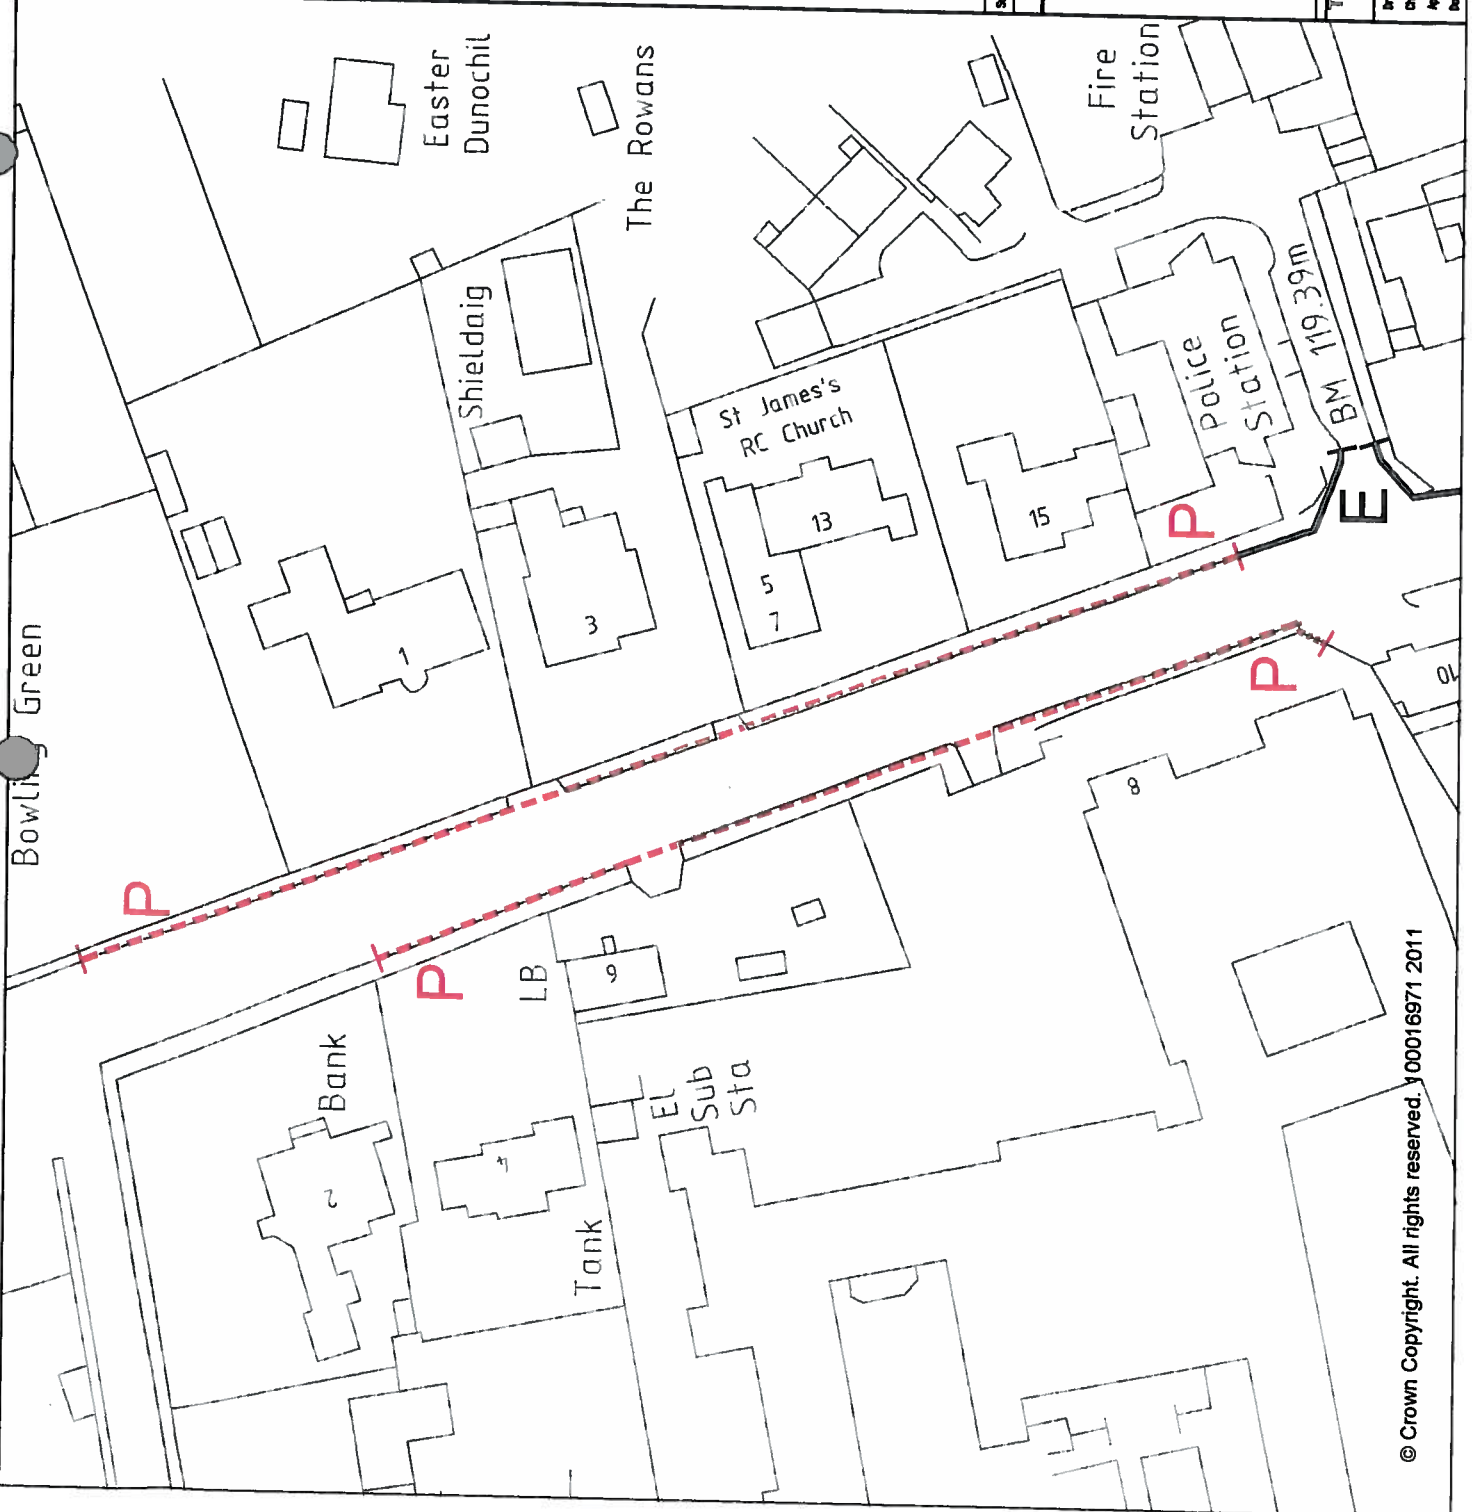 Bowling Green
Easter
Dunochil
The Rowans
Fire
Station
Shieldaig
St James's
RC Church
Police
Station
BM 119.39m
1
3
5
7
13
15
E
P
P
P
P
8
10
LB
9
Bank
2
4
El
Sub
Sta
Tank
© Crown Copyright. All rights reserved. 100016971 2011